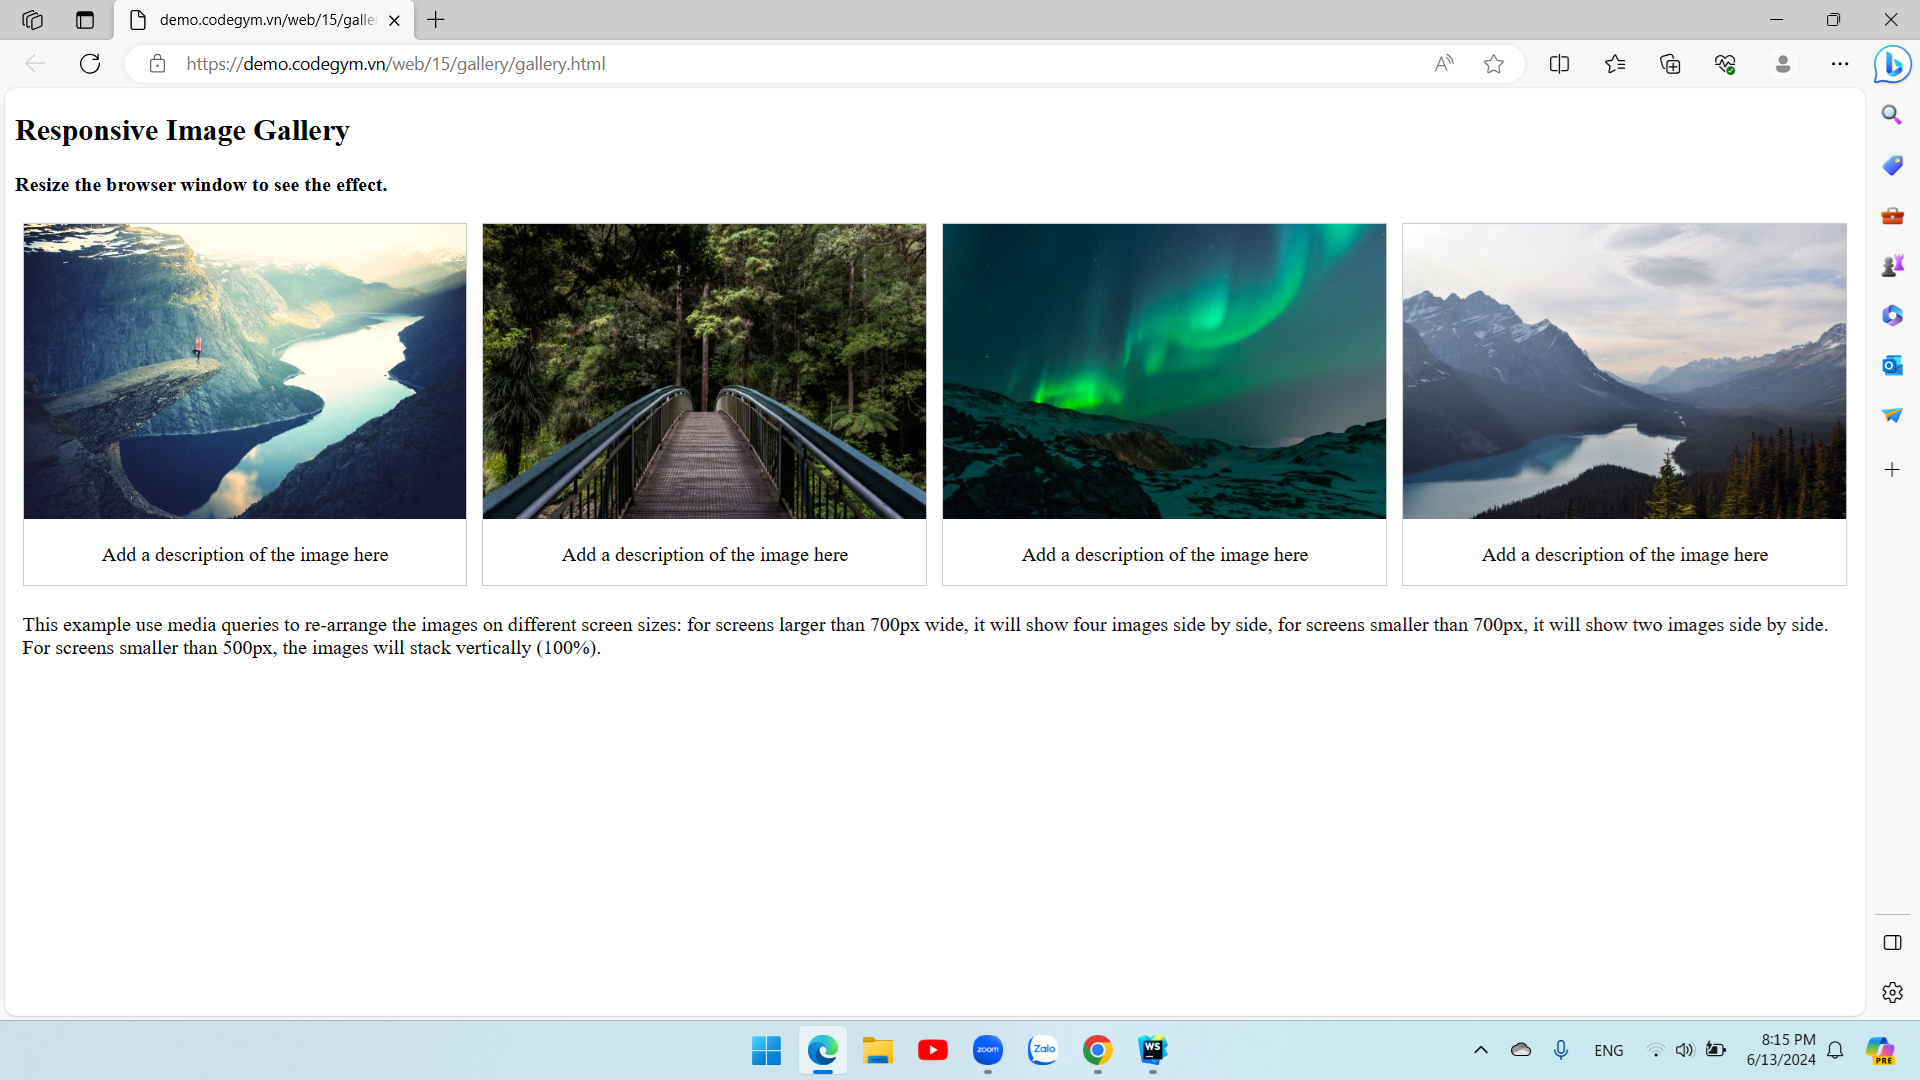 demo.codegym.vn/web/15/galle
https://demo.codegym.vn/web/15/gallery/gallery.html
Responsive Image Gallery
Resize the browser window to see the effect.
Add a description of the image here
Add a description of the image here
Add a description of the image here
Add a description of the image here
This example use media queries to re-arrange the images on different screen sizes: for screens larger than 700px wide, it will show four images side by side, for screens smaller than 700px, it will show two images side by side.
For screens smaller than 500px, the images will stack vertically (100%).
zoom
Zalo
WS
ENG
8:15 PM
6/13/2024
PRE